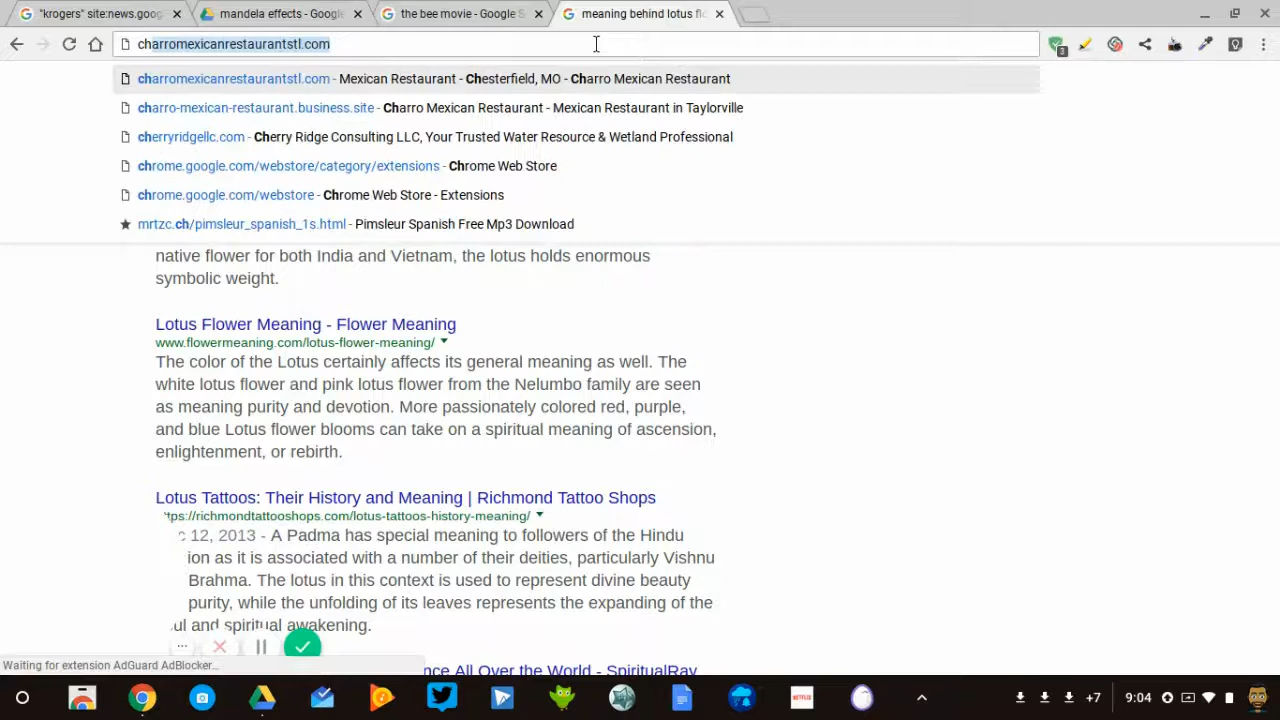 "krogers" site:news.goog
mandela effects - Google
the bee movie - Google S
meaning behind lotus flo
charromexicanrestaurantstl.com
3
charromexicanrestaurantstl.com - Mexican Restaurant - Chesterfield, MO - Charro Mexican Restaurant
charro-mexican-restaurant.business.site - Charro Mexican Restaurant - Mexican Restaurant in Taylorville
cherryridgellc.com - Cherry Ridge Consulting LLC, Your Trusted Water Resource & Wetland Professional
chrome.google.com/webstore/category/extensions - Chrome Web Store
chrome.google.com/webstore - Chrome Web Store - Extensions
mrtzc.ch/pimsleur_spanish_1s.html - Pimsleur Spanish Free Mp3 Download
native flower for both India and Vietnam, the lotus holds enormous
symbolic weight.
Lotus Flower Meaning - Flower Meaning
www.flowermeaning.com/lotus-flower-meaning/
The color of the Lotus certainly affects its general meaning as well. The
white lotus flower and pink lotus flower from the Nelumbo family are seen
as meaning purity and devotion. More passionately colored red, purple,
and blue Lotus flower blooms can take on a spiritual meaning of ascension,
enlightenment, or rebirth.
Lotus Tattoos: Their History and Meaning | Richmond Tattoo Shops
tps://richmondtattooshops.com/lotus-tattoos-history-meaning/
c 12, 2013 - A Padma has special meaning to followers of the Hindu
ion as it is associated with a number of their deities, particularly Vishnu
Brahma. The lotus in this context is used to represent divine beauty
purity, while the unfolding of its leaves represents the expanding of the
ul and spiritual awakening.
nce All Over the World - SpiritualRay
Waiting for extension AdGuard AdBlocker...
NETFLIX
+7
9:04